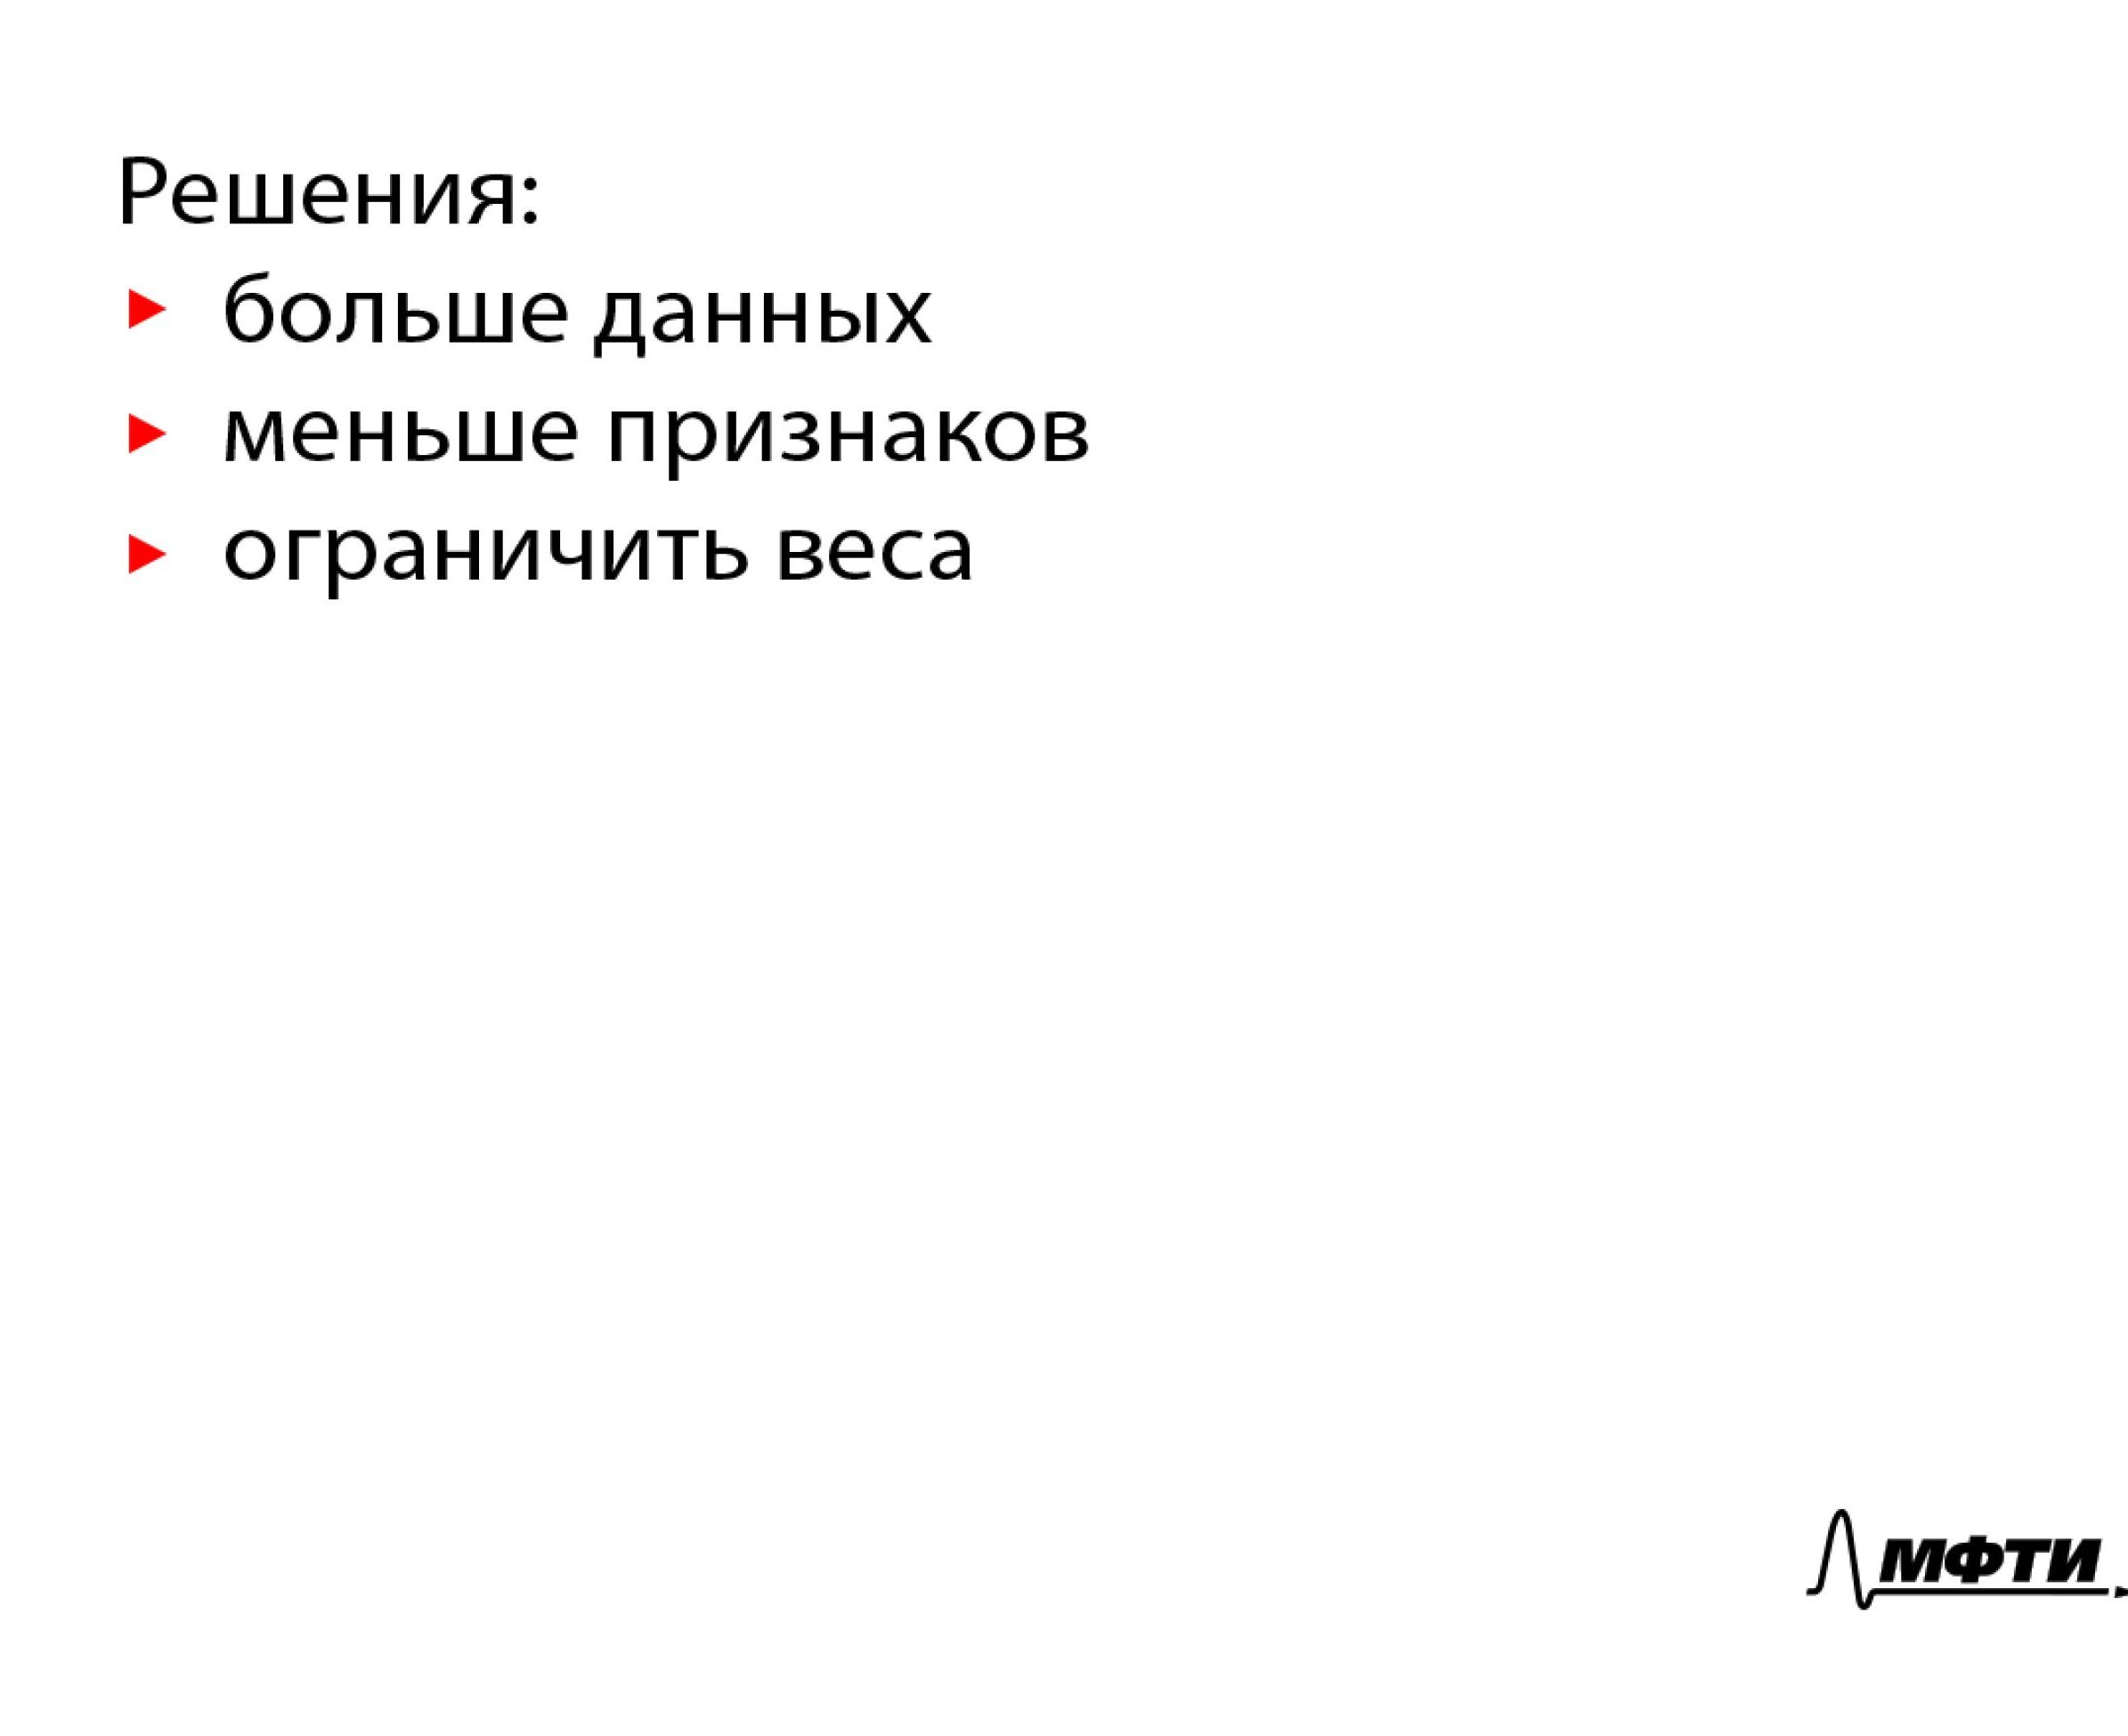 Решения:
больше данных
меньше признаков
ограничить веса
МФТИ